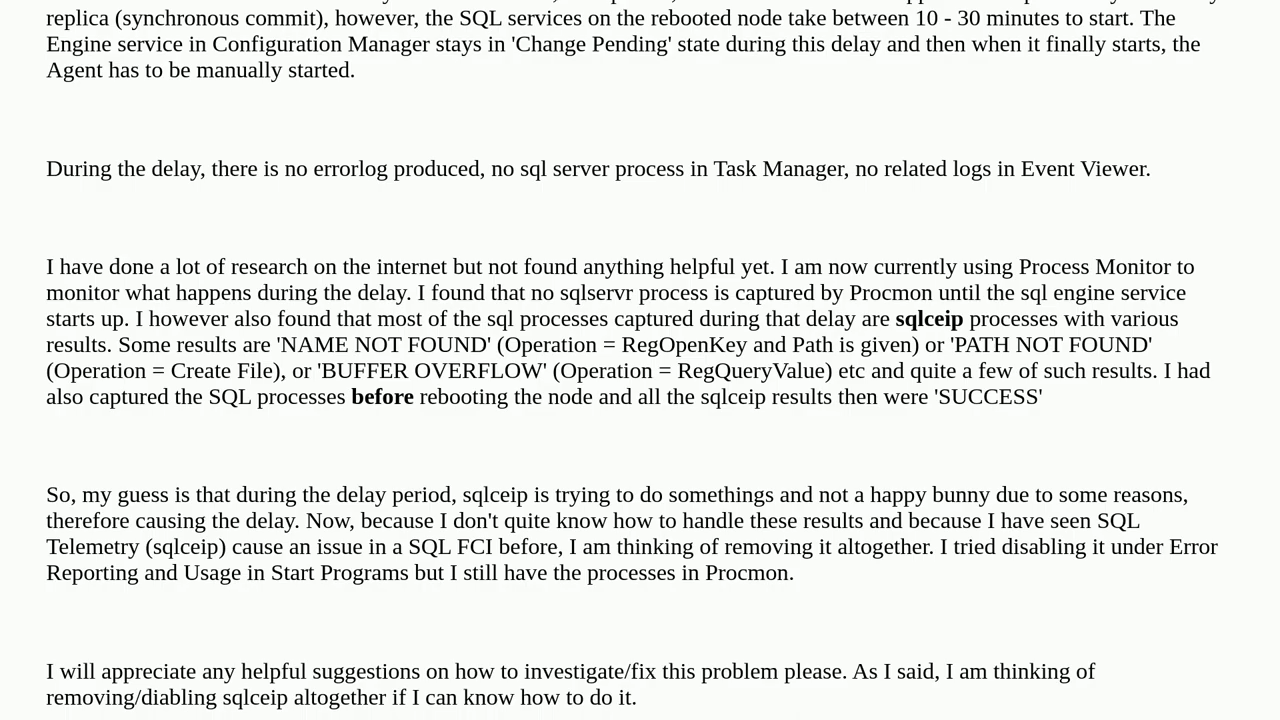 replica (synchronous commit), however, the SQL services on the rebooted node take between 10 - 30 minutes to start. The
Engine service in Configuration Manager stays in 'Change Pending' state during this delay and then when it finally starts, the
Agent has to be manually started.
During the delay, there is no errorlog produced, no sql server process in Task Manager, no related logs in Event Viewer.
I have done a lot of research on the internet but not found anything helpful yet. I am now currently using Process Monitor to
monitor what happens during the delay. I found that no sqlservr process is captured by Procmon until the sql engine service
starts up. I however also found that most of the sql processes captured during that delay are sqlceip processes with various
results. Some results are 'NAME NOT FOUND' (Operation = RegOpenKey and Path is given) or 'PATH NOT FOUND'
(Operation = Create File), or 'BUFFER OVERFLOW' (Operation = RegQueryValue) etc and quite a few of such results. I had
also captured the SQL processes before rebooting the node and all the sqlceip results then were 'SUCCESS'
So, my guess is that during the delay period, sqlceip is trying to do somethings and not a happy bunny due to some reasons,
therefore causing the delay. Now, because I don't quite know how to handle these results and because I have seen SQL
Telemetry (sqlceip) cause an issue in a SQL FCI before, I am thinking of removing it altogether. I tried disabling it under Error
Reporting and Usage in Start Programs but I still have the processes in Procmon.
I will appreciate any helpful suggestions on how to investigate/fix this problem please. As I said, I am thinking of
removing/diabling sqlceip altogether if I can know how to do it.